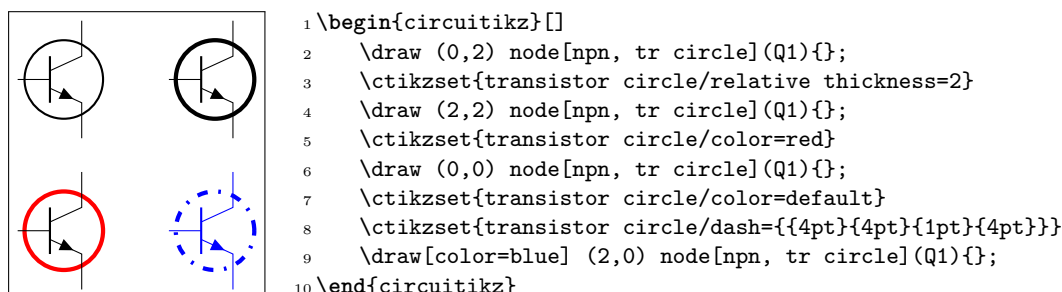 1 \begin{circuitikz}[]
2 \draw (0,2) node[npn, tr circle](Q1){};
3 \ctikzset{transistor circle/relative thickness=2}
4 \draw (2,2) node[npn, tr circle](Q1){};
5 \ctikzset{transistor circle/color=red}
6 \draw (0,0) node[npn, tr circle](Q1){};
7 \ctikzset{transistor circle/color=default}
8 \ctikzset{transistor circle/dash={{4pt}{4pt}{1pt}{4pt}}}
9 \draw[color=blue] (2,0) node[npn, tr circle](Q1){};
10 \end{circuitikz}